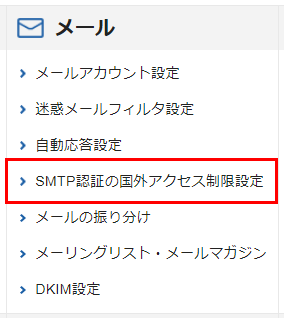 メール
メールアカウント設定
迷惑メールフィルタ設定
自動応答設定
SMTP認証の国外アクセス制限設定
メールの振り分け
メーリングリスト・メールマガジン
DKIM設定